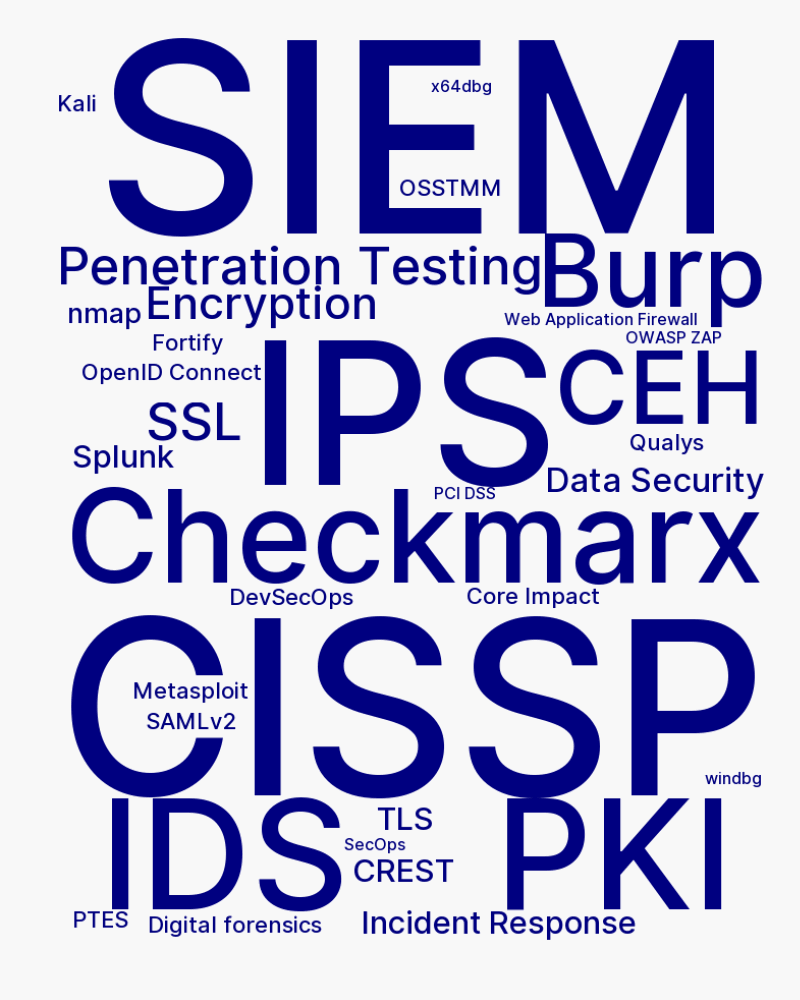 SIEM
Kali
x64dbg
OSSTMM
Penetration Testing
Burp
Encryption
nmap
Web Application Firewall
OWASP ZAP
Fortify
OpenID Connect
IPS
CEH
SSL
Qualys
Splunk
Data Security
PCI DSS
Checkmarx
DevSecOps
Core Impact
CISSP
Metasploit
SAMLv2
windbg
IDS
TLS
PKI
SecOps
CREST
PTES
Digital forensics
Incident Response